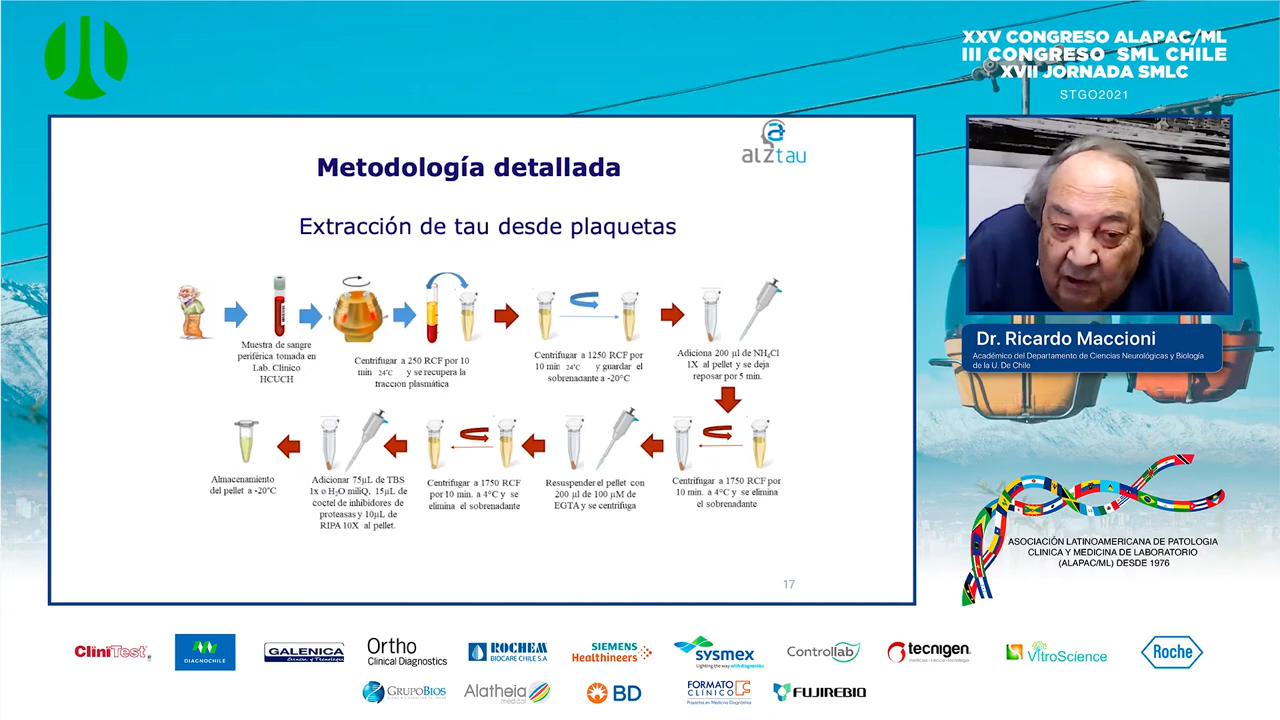 XXV CONGRESO ALAPAC/ML
III CONGRESO SML CHILE
XVII JORNADA SMLC
STGO2021
alztau
Metodología detallada
Extracción de tau desde plaquetas
Muestra de sangre
periférica tomada en
Lab. Clínico
HCUCH
Centrifugar a 250 RCF por 10
min 24°C y se recupera la
tracción plasmática
Centrifugar a 1250 RCF por
10 min 24°C y guardar el
sobrenadante a -20°C
Adiciona 200 µl de NH4Cl
1X al pellet y se deja
reposar por 5 min.
Almacenamiento
del pellet a -20°C
Adicionar 75µL de TBS
1x o H2O miliQ, 15µL de
coctel de inhibidores de
proteasas y 10µL de
RIPA 10X al pellet.
Centrifugar a 1750 RCF
por 10 min. a 4°C y se
elimina el sobrenadante
Resuspender el pellet con
200 µl de 100 µM de
EGTA y se centrifuga
Centrifugar a 1750 RCF por
10 min. a 4°C y se elimina
el sobrenadante
17
Dr. Ricardo Maccioni
Académico del Departamento de Ciencias Neurológicas y Biología
de la U. De Chile
ASOCIACIÓN LATINOAMERICANA DE PATOLOGIA
CLINICA Y MEDICINA DE LABORATORIO
(ALAPAC/ML) DESDE 1976
CliniTest
DIAGNOCHILE
GALENICA
Ciencia y Tecnología
Ortho
Clinical Diagnostics
ROCHEM
BIOCARE CHILE S.A
SIEMENS
Healthineers
sysmex
Lighting the way with diagnostics
Controllab
tecnigen
VitroScience
Roche
GRUPOBIOS
Alatheia
medical
BD
FORMATO
CLÍNICO
Proyectos en Medicina Diagnóstica
FUJIREBIO